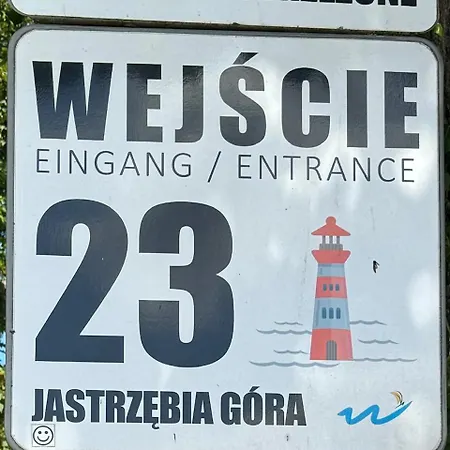 WEJŚCIE
EINGANG / ENTRANCE
23
JASTRZĘBIA GÓRA